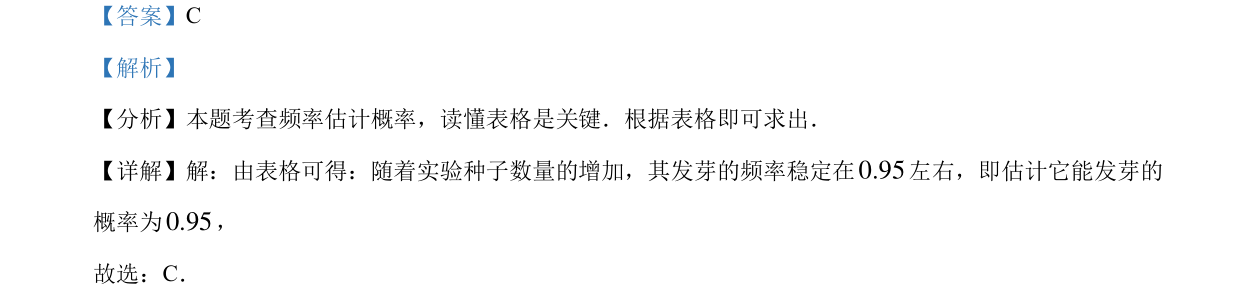 【答案】C
【解析】
【分析】本题考查频率估计概率，读懂表格是关键．根据表格即可求出．
【详解】解：由表格可得：随着实验种子数量的增加，其发芽的频率稳定在0.95左右，即估计它能发芽的
概率为0.95，
故选：C．